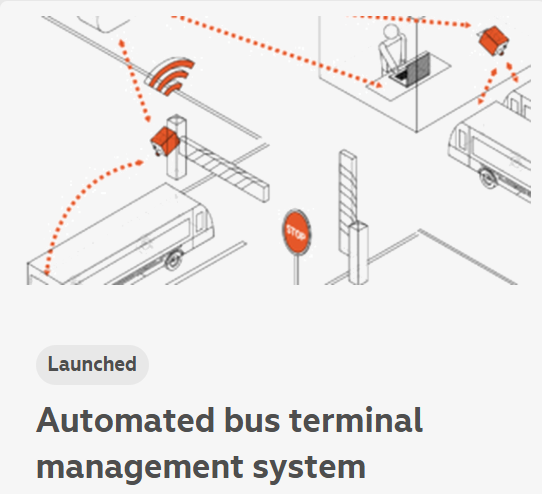 STOP
Launched
Automated bus terminal
management system